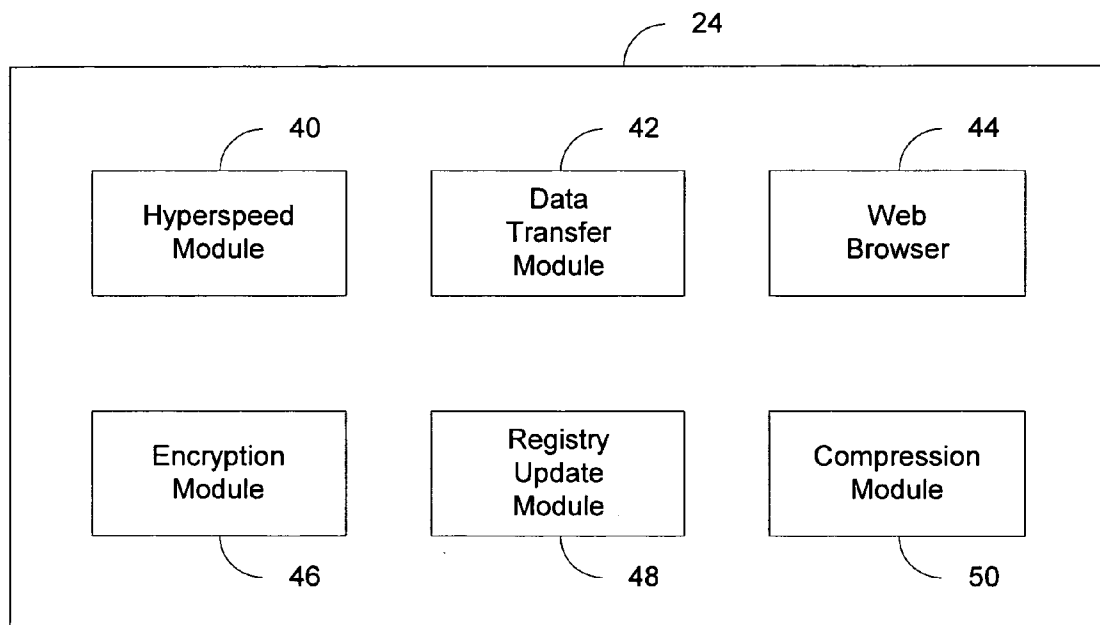 24
40
42
44
Hyperspeed
Module
Data
Transfer
Module
Web
Browser
Encryption
Module
Registry
Update
Module
Compression
Module
46
48
50